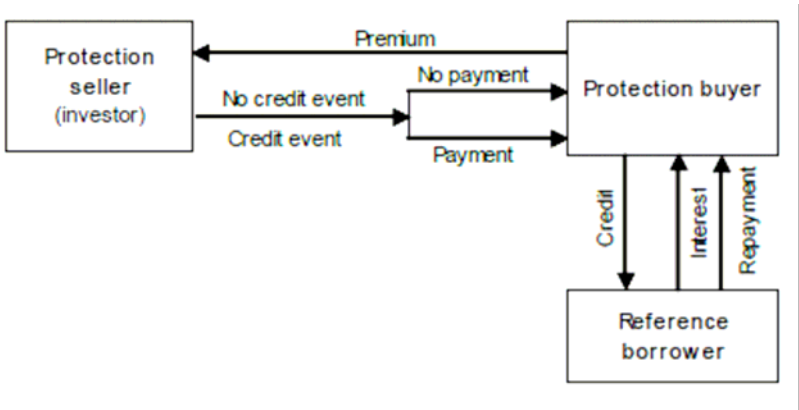 Premium
Protection
seller
(investor)
No payment
Protection buyer
No credit event
Credit event
Payment
Credit
Interest
Repayment
Reference
borrower